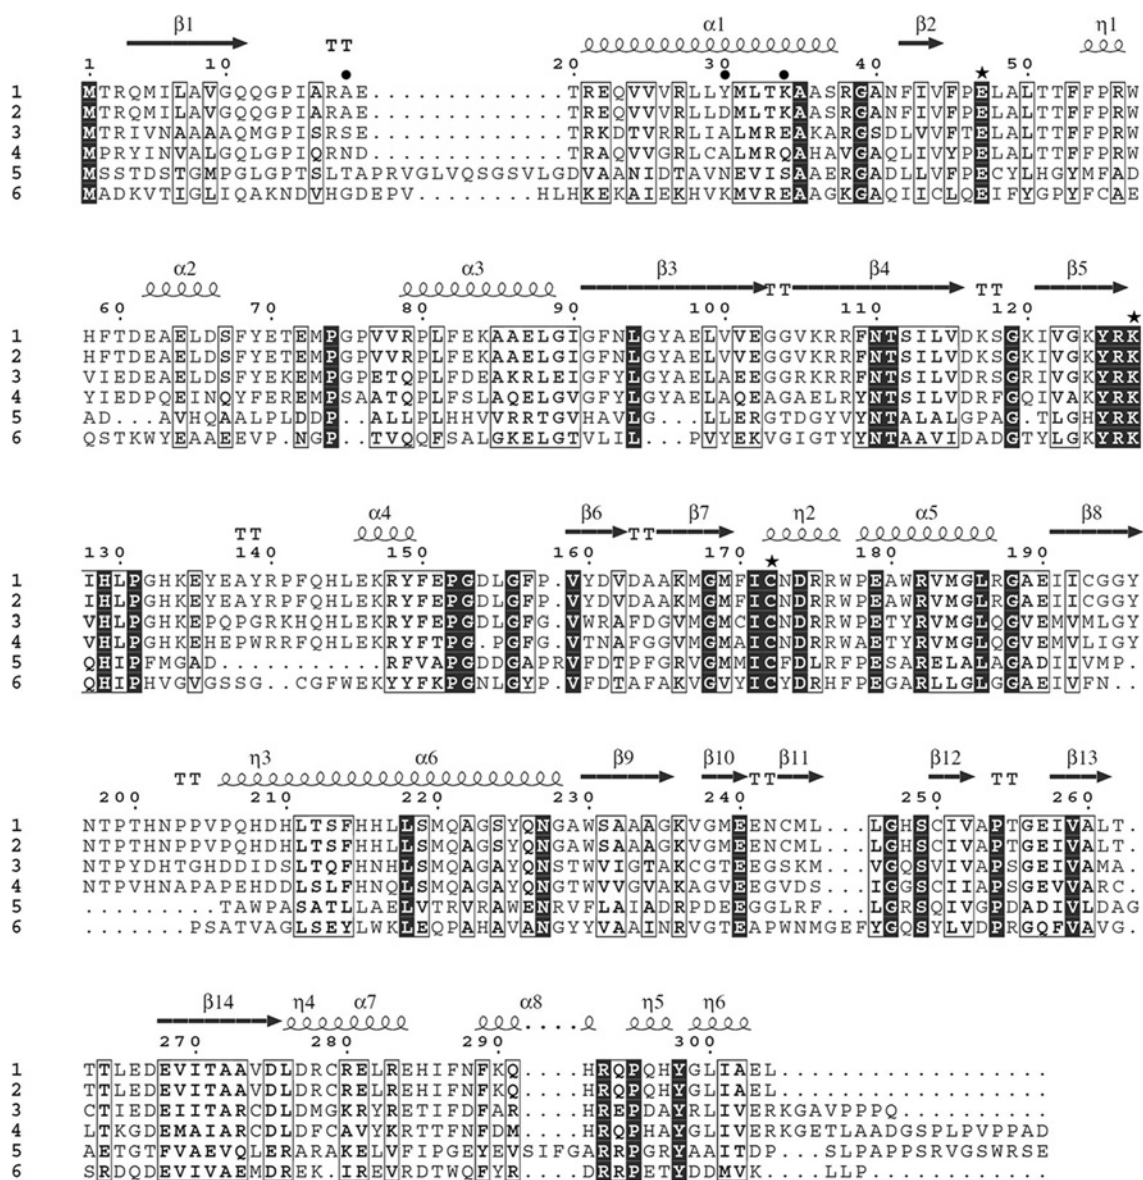 β1 α1 β2 η1
TT
1 10 20 30 40 50
1 MTRQMILAVGQQGPIARAE.............TREQVVVRLLYMLTKAASRGANFIVFPELALTTFFPRW
2 MTRQMILAVGQQGPIARAE.............TREQVVVRLLDMLTKAASRGANFIVFPELALTTFFPRW
3 MTRIVNAAAAQMGPISRSE.............TRKDTVRRLIALMREAKARGSDLVVFTELALTTFFPRW
4 MPRYINVALGQLGPIQRND.............TRAQVVGRLCALMRQAHAVGAQLIVYPELALTTFFPRW
5 MSSTDSTGMPGLGPTSLTAPRVGLVQSGSVLGDVAANIDTAVNEVISAAERGADLLVFPECYLHGYMFAD
6 MADKVTIGLIQAKNDVHGDEPV........HLHKEKAIEKHVKMVREAAGKGAQIICLQEIFYGPYFCAE
α2 α3 β3 β4 β5
TT TT
60 70 80 90 100 110 120
1 HFTDEAELDSFYETEMPGPVVRPLFEKAAELGIGFNLGYAELVVEGGVKRRFNTSILVDKSGKIVGKYRK
2 HFTDEAELDSFYETEMPGPVVRPLFEKAAELGIGFNLGYAELVVEGGVKRRFNTSILVDKSGKIVGKYRK
3 VIEDEAELDSFYEKEMPGPETQPLFDEAKRLEIGFYLGYAELAEEGGRKRRFNTSILVDRSGRIVGKYRK
4 YIEDPQEINQYFEREMPSAATQPLFSLAQELGVGFYLGYAELAQEAGAELRYNTSILVDRFGQIVAKYRK
5 AD...AVHQAALPLDDP..ALLPLHHVVRRTGVHAVLG...LLERGTDGYVYNTALALGPAG.TLGHYRK
6 QSTKWYEAAEEVP.NGP..TVQQFSALGKELGTVLIL...PVYEKVGIGTYYNTAAVIDADGTYLGKYRK
α4 β6 β7 η2 α5 β8
TT TT
130 140 150 160 170 180 190
1 IHLPGHKEYEAYRPFQHLEKRYFEPGDLGFP.VYDVDAAKMGMFICNDRRWPEAWRVMGLRGAEIICGGY
2 IHLPGHKEYEAYRPFQHLEKRYFEPGDLGFP.VYDVDAAKMGMFICNDRRWPEAWRVMGLRGAEIICGGY
3 VHLPGHKEPQPGRKHQHLEKRYFEPGDLGFG.VWRAFDGVMGMCICNDRRWPETYRVMGLQGVEMVMLGY
4 VHLPGHKEHEPWRRFQHLEKRYFTPG.PGFG.VTNAFGGVMGMAICNDRRWAETYRVMGLQGVEMVLIGY
5 QHIPFMGAD...........RFVAPGDDGAPRVFDTPFGRVGMMICFDLRFPESARELALAGADIIVMP.
6 QHIPHVGVGSSG..CGFWEKYYFKPGNLGYP.VFDTAFAKVGVYICYDRHFPEGARLLGLGGAEIVFN..
η3 α6 β9 β10 β11 β12 β13
TT TT TT
200 210 220 230 240 250 260
1 NTPTHNPPVPQHDHLTSFHHLLSMQAGSYQNGAWSAAAGKVGMEENCML...LGHSCIVAPTGEIVALT.
2 NTPTHNPPVPQHDHLTSFHHLLSMQAGSYQNGAWSAAAGKVGMEENCML...LGHSCIVAPTGEIVALT.
3 NTPYDHTGHDDIDSLTQFHNHLSMQAGAYQNSTWVIGTAKCGTEEGSKM...VGQSVIVAPSGEIVAMA.
4 NTPVHNAPAPEHDDLSLFHNQLSMQAGAYQNGTWVVGVAKAGVEEGVDS...IGGSCIIAPSGEVVARC.
5 .........TAWPASATLLAELVTRVRAWENRVFLAIADRPDEEGGLRF...LGRSQIVGPDADIVLDAG
6 .......PSATVAGLSEYLWKLEQPAHAVANGYYVAAINRVGTEAPWNMGEFYGQSYLVDPRGQFVAVG.
β14 η4 α7 α8 η5 η6
270 280 290 300
1 TTLEDEVITAAVDLDRCRELREHIFNFKQ....HRQPQHYGLIAEL..................
2 TTLEDEVITAAVDLDRCRELREHIFNFKQ....HRQPQHYGLIAEL..................
3 CTIEDEIITARCDLDMGKRYRETIFDFAR....HREPDAYRLIVERKGAVPPPQ..........
4 LTKGDEMAIARCDLDFCAVYKRTTFNFDM....HRQPHAYGLIVERKGETLAADGSPLPVPPAD
5 AETGTFVAEVQLERARAKELVFIPGEYEVSIFGARRPGRYAAITDP...SLPAPPSRVGSWRSE
6 SRDQDEVIVAEMDREK.IREVRDTWQFYR....DRRPETYDDMVK....LLP............